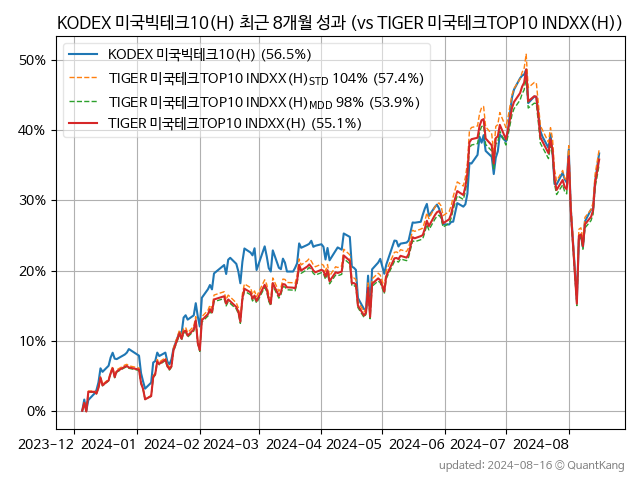 KODEX 미국빅테크10(H) 최근 8개월 성과 (vs TIGER 미국테크TOP10 INDXX(H))
KODEX 미국빅테크10(H) (56.5%)
TIGER 미국테크TOP10 INDXX(H)STD 104% (57.4%)
TIGER 미국테크TOP10 INDXX(H)MDD 98% (53.9%)
TIGER 미국테크TOP10 INDXX(H) (55.1%)
50%
40%
30%
20%
10%
0%
2023-12 2024-01 2024-02 2024-03 2024-04 2024-05 2024-06 2024-07 2024-08
updated: 2024-08-16 © QuantKang